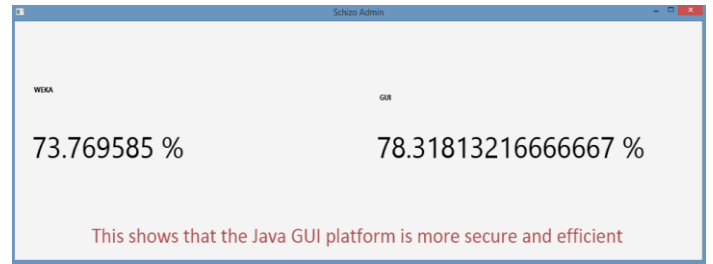 Schizo Admin
WEKA
GUI
73.769585 %
78.31813216666667 %
This shows that the Java GUI platform is more secure and efficient